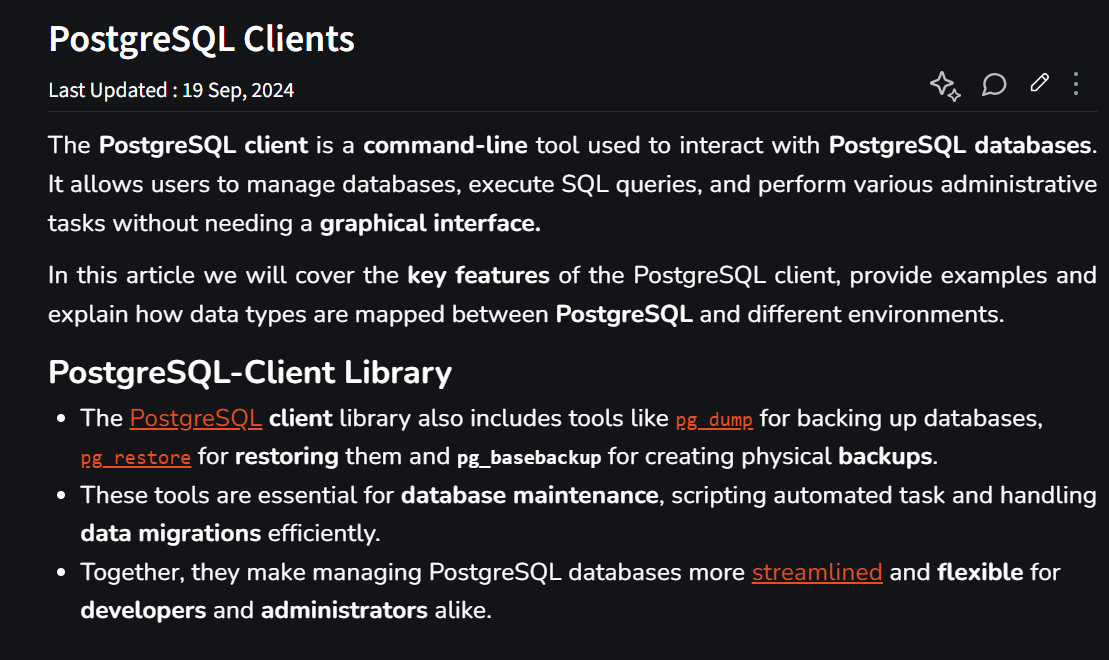 PostgreSQL Clients
Last Updated : 19 Sep, 2024
The PostgreSQL client is a command-line tool used to interact with PostgreSQL databases.
It allows users to manage databases, execute SQL queries, and perform various administrative
tasks without needing a graphical interface.
In this article we will cover the key features of the PostgreSQL client, provide examples and
explain how data types are mapped between PostgreSQL and different environments.
PostgreSQL-Client Library
• The PostgreSQL client library also includes tools like pg_dump for backing up databases,
pg_restore for restoring them and pg_basebackup for creating physical backups.
• These tools are essential for database maintenance, scripting automated task and handling
data migrations efficiently.
• Together, they make managing PostgreSQL databases more streamlined and flexible for
developers and administrators alike.